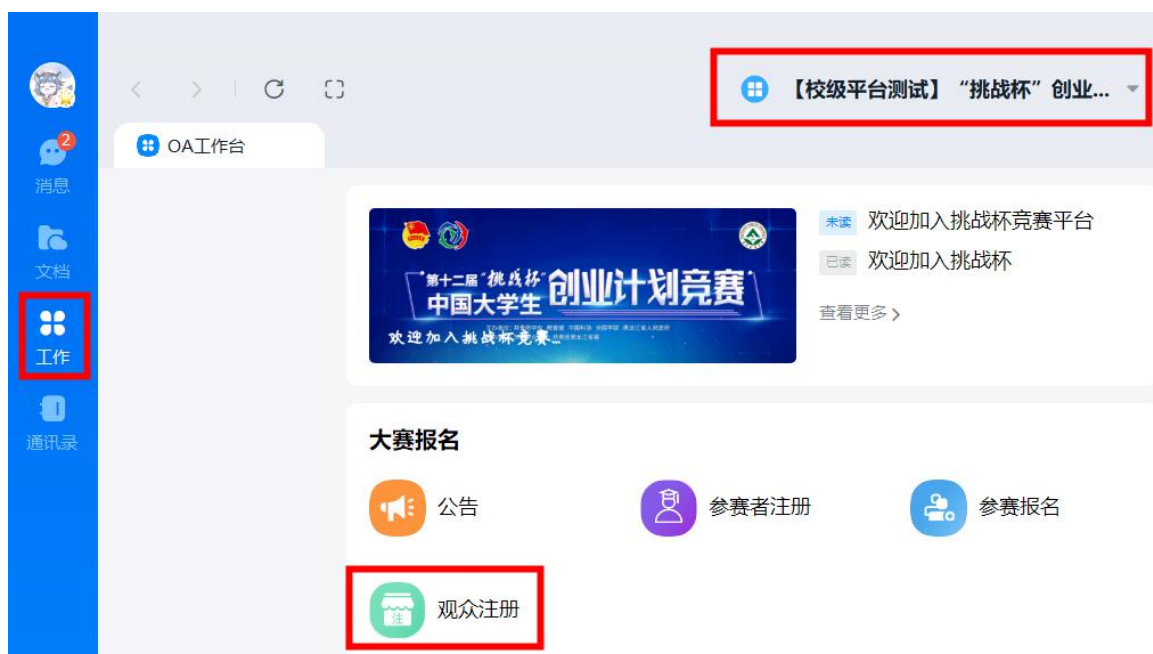 【校级平台测试】“挑战杯”创业...
2
消息
OA工作台
文档
工作
通讯录
第十二届“挑战杯”
中国大学生
创业计划竞赛
欢迎加入挑战杯竞赛...
未读 欢迎加入挑战杯竞赛平台
已读 欢迎加入挑战杯
查看更多
大赛报名
公告
参赛者注册
参赛报名
注
观众注册